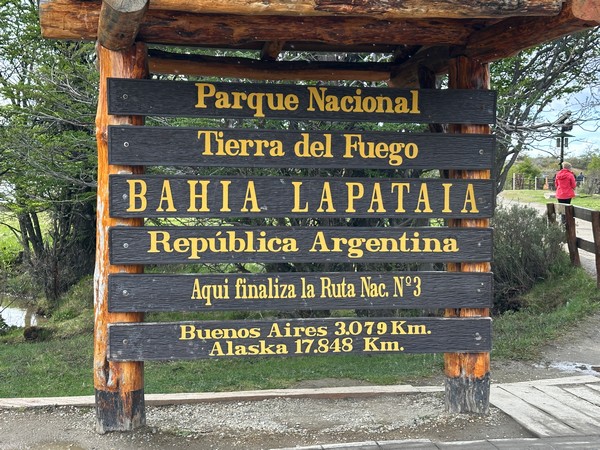 Parque Nacional
Tierra del Fuego
BAHIA LAPATAIA
República Argentina
Aqui finaliza la Ruta Nac. Nº3
Buenos Aires 3.079 Km.
Alaska 17.848 Km.